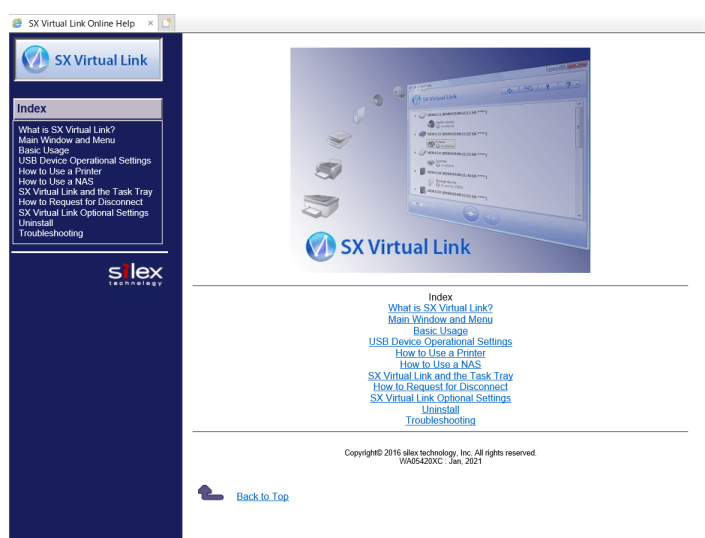 SX Virtual Link Online Help
SX Virtual Link
Index
What is SX Virtual Link?
Main Window and Menu
Basic Usage
USB Device Operational Settings
How to Use a Printer
How to Use a NAS
SX Virtual Link and the Task Tray
How to Request for Disconnect
SX Virtual Link Optional Settings
Uninstall
Troubleshooting
silex
technology
SX Virtual Link
SX Virtual Link
Index
What is SX Virtual Link?
Main Window and Menu
Basic Usage
USB Device Operational Settings
How to Use a Printer
How to Use a NAS
SX Virtual Link and the Task Tray
How to Request for Disconnect
SX Virtual Link Optional Settings
Uninstall
Troubleshooting
Copyright© 2016 silex technology, Inc. All rights reserved.
WA05420XC : Jan, 2021
Back to Top